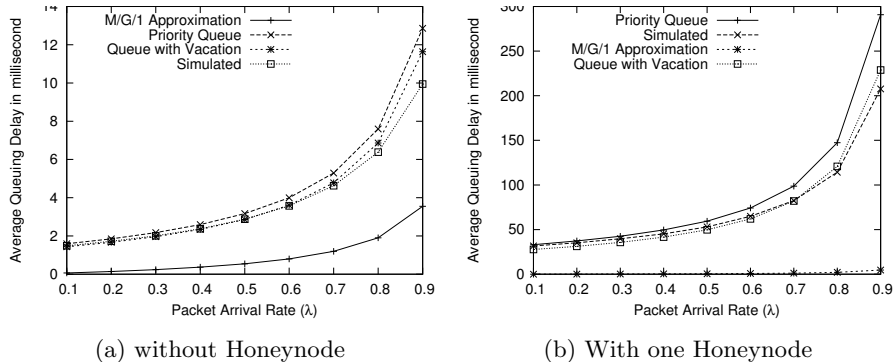 14
12
10
8
6
4
2
0
Average Queuing Delay in millisecond
M/G/1 Approximation
Priority Queue
Queue with Vacation
Simulated
0.1 0.2 0.3 0.4 0.5 0.6 0.7 0.8 0.9
Packet Arrival Rate (λ)
(a) without Honeynode
300
250
200
150
100
50
0
Average Queuing Delay in millisecond
Priority Queue
Simulated
M/G/1 Approximation
Queue with Vacation
0.1 0.2 0.3 0.4 0.5 0.6 0.7 0.8 0.9
Packet Arrival Rate (λ)
(b) With one Honeynode